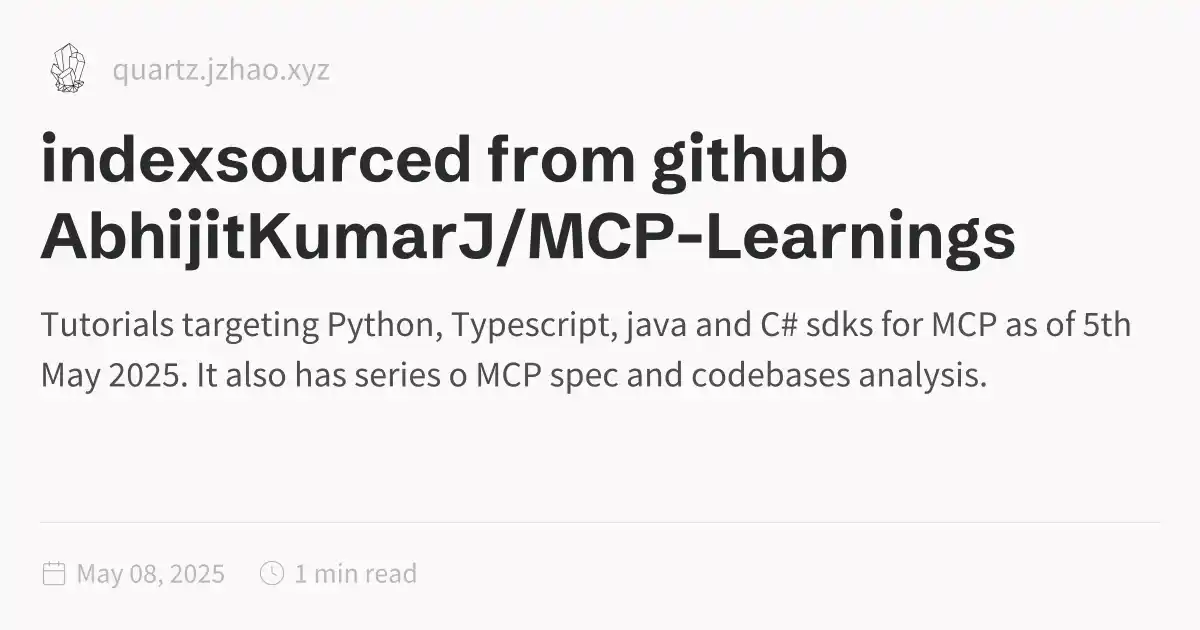 quartz.jzhao.xyz
indexsourced from github
AbhijitKumarJ/MCP-Learnings
Tutorials targeting Python, Typescript, java and C# sdks for MCP as of 5th
May 2025. It also has series o MCP spec and codebases analysis.
May 08, 2025 1 min read